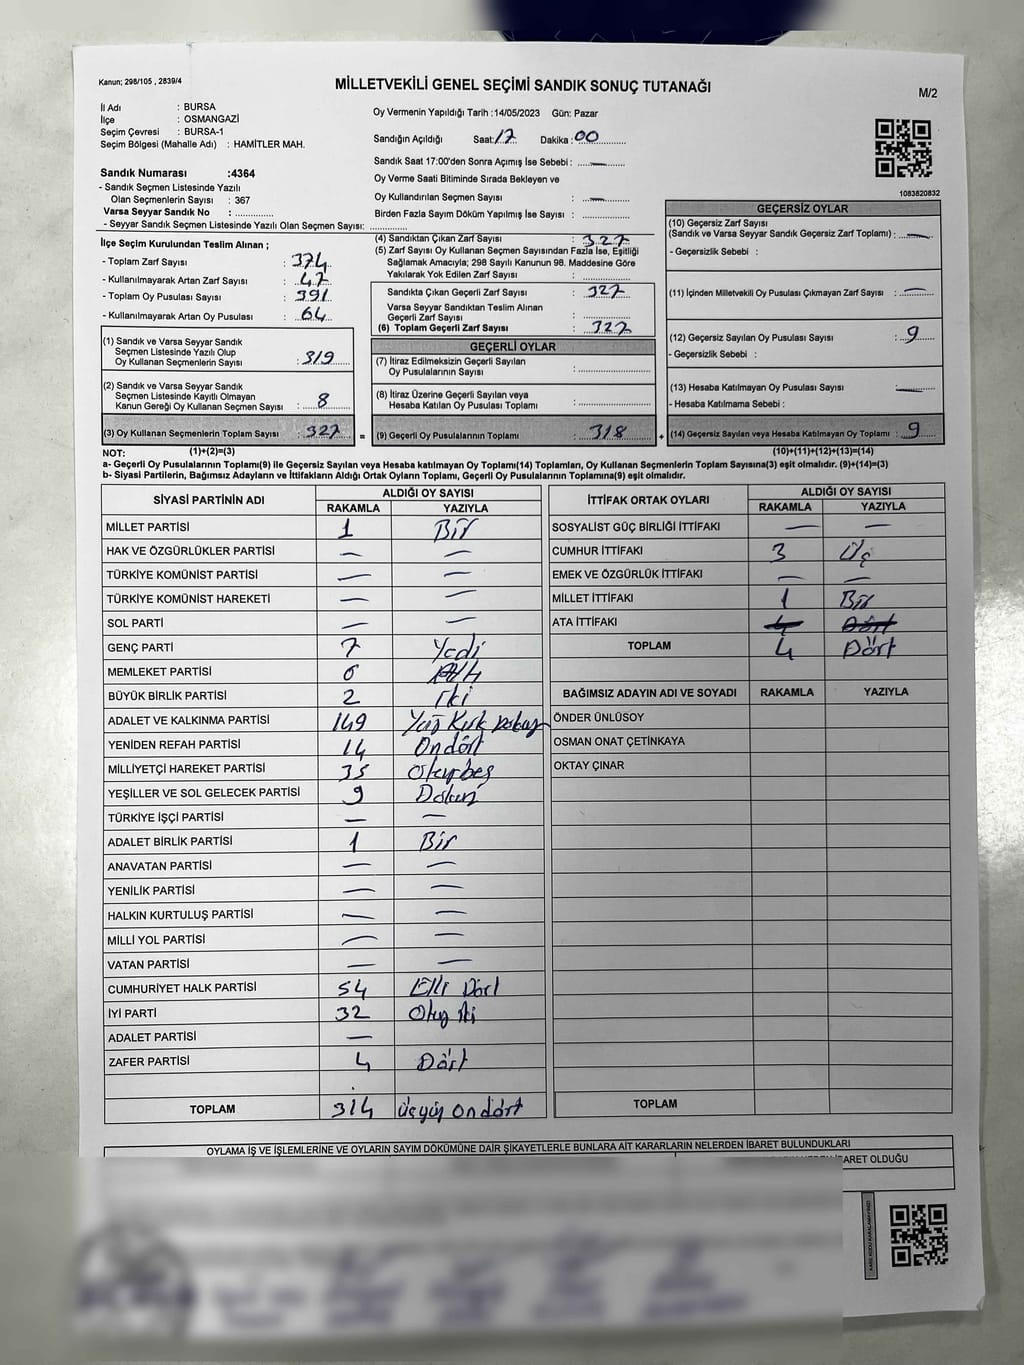 Kanun; 298/105 , 2839/4
MİLLETVEKİLİ GENEL SEÇİMİ SANDIK SONUÇ TUTANAĞI
M/2
İl Adı : BURSA
İlçe : OSMANGAZİ
Seçim Çevresi : BURSA-1
Seçim Bölgesi (Mahalle Adı) : HAMİTLER MAH.
Oy Vermenin Yapıldığı Tarih :14/05/2023 Gün: Pazar
Sandığın Açıldığı Saat: 17 Dakika : 00
Sandık Saat 17:00'den Sonra Açımış İse Sebebi : —
Oy Verme Saati Bitiminde Sırada Bekleyen ve
Oy Kullandırılan Seçmen Sayısı : —
Birden Fazla Sayım Döküm Yapılmış İse Sayısı :
1083820832
Sandık Numarası :4364
- Sandık Seçmen Listesinde Yazılı
Olan Seçmenlerin Sayısı : 367
Varsa Seyyar Sandık No :
- Seyyar Sandık Seçmen Listesinde Yazılı Olan Seçmen Sayısı:
İlçe Seçim Kurulundan Teslim Alınan ;
- Toplam Zarf Sayısı : 374
- Kullanılmayarak Artan Zarf Sayısı : 47
- Toplam Oy Pusulası Sayısı : 391
- Kullanılmayarak Artan Oy Pusulası : 64
(1) Sandık ve Varsa Seyyar Sandık
Seçmen Listesinde Yazılı Olup
Oy Kullanan Seçmenlerin Sayısı : 319
(2) Sandık ve Varsa Seyyar Sandık
Seçmen Listesinde Kayıtlı Olmayan
Kanun Gereği Oy Kullanan Seçmen Sayısı : 8
(3) Oy Kullanan Seçmenlerin Toplam Sayısı : 327
(4) Sandıktan Çıkan Zarf Sayısı : 327
(5) Zarf Sayısı Oy Kullanan Seçmen Sayısından Fazla İse, Eşitliği
Sağlamak Amacıyla; 298 Sayılı Kanunun 98. Maddesine Göre
Yakılarak Yok Edilen Zarf Sayısı :
Sandıkta Çıkan Geçerli Zarf Sayısı : 327
Varsa Seyyar Sandıktan Teslim Alınan
Geçerli Zarf Sayısı :
(6) Toplam Geçerli Zarf Sayısı : 327
GEÇERLİ OYLAR
(7) İtiraz Edilmeksizin Geçerli Sayılan
Oy Pusulalarının Sayısı :
(8) İtiraz Üzerine Geçerli Sayılan veya
Hesaba Katılan Oy Pusulası Toplamı :
= (9) Geçerli Oy Pusulalarının Toplamı : 318
GEÇERSİZ OYLAR
(10) Geçersiz Zarf Sayısı
(Sandık ve Varsa Seyyar Sandık Geçersiz Zarf Toplamı) : —
- Geçersizlik Sebebi :
(11) İçinden Milletvekili Oy Pusulası Çıkmayan Zarf Sayısı : —
(12) Geçersiz Sayılan Oy Pusulası Sayısı : 9
- Geçersizlik Sebebi :
(13) Hesaba Katılmayan Oy Pusulası Sayısı : —
- Hesaba Katılmama Sebebi :
+ (14) Geçersiz Sayılan veya Hesaba Katılmayan Oy Toplamı : 9
NOT: (1)+(2)=(3) (10)+(11)+(12)+(13)=(14)
a- Geçerli Oy Pusulalarının Toplamı(9) ile Geçersiz Sayılan veya Hesaba katılmayan Oy Toplamı(14) Toplamları, Oy Kullanan Seçmenlerin Toplam Sayısına(3) eşit olmalıdır. (9)+(14)=(3)
b- Siyasi Partilerin, Bağımsız Adayların ve İttifakların Aldığı Ortak Oyların Toplamı, Geçerli Oy Pusulalarının Toplamına(9) eşit olmalıdır.
SİYASİ PARTİNİN ADI ALDIĞI OY SAYISI
RAKAMLA YAZIYLA
MİLLET PARTİSİ 1 Bir
HAK VE ÖZGÜRLÜKLER PARTİSİ — —
TÜRKİYE KOMÜNİST PARTİSİ — —
TÜRKİYE KOMÜNİST HAREKETİ — —
SOL PARTİ — —
GENÇ PARTİ 7 Yedi
MEMLEKET PARTİSİ 6 Altı
BÜYÜK BİRLİK PARTİSİ 2 iki
ADALET VE KALKINMA PARTİSİ 149 Yüz Kırk dokuz
YENİDEN REFAH PARTİSİ 14 Ondört
MİLLİYETÇİ HAREKET PARTİSİ 35 Otuzbeş
YEŞİLLER VE SOL GELECEK PARTİSİ 9 Dokuz
TÜRKİYE İŞÇİ PARTİSİ — —
ADALET BİRLİK PARTİSİ 1 Bir
ANAVATAN PARTİSİ — —
YENİLİK PARTİSİ — —
HALKIN KURTULUŞ PARTİSİ — —
MİLLİ YOL PARTİSİ — —
VATAN PARTİSİ — —
CUMHURİYET HALK PARTİSİ 54 Elli Dört
İYİ PARTİ 32 Otuz iki
ADALET PARTİSİ —
ZAFER PARTİSİ 4 Dört
TOPLAM 314 üçyüz ondört
İTTİFAK ORTAK OYLARI ALDIĞI OY SAYISI
RAKAMLA YAZIYLA
SOSYALİST GÜÇ BİRLİĞİ İTTİFAKI — —
CUMHUR İTTİFAKI 3 Üç
EMEK VE ÖZGÜRLÜK İTTİFAKI — —
MİLLET İTTİFAKI 1 Bir
ATA İTTİFAKI 4 Dört
TOPLAM 4 Dört
BAĞIMSIZ ADAYIN ADI VE SOYADI RAKAMLA YAZIYLA
ÖNDER ÜNLÜSOY
OSMAN ONAT ÇETİNKAYA
OKTAY ÇINAR
TOPLAM
OYLAMA İŞ VE İŞLEMLERİNE VE OYLARIN SAYIM DÖKÜMÜNE DAİR ŞİKAYETLERLE BUNLARA AİT KARARLARIN NELERDEN İBARET BULUNDUKLARI
İBARET OLDUĞU